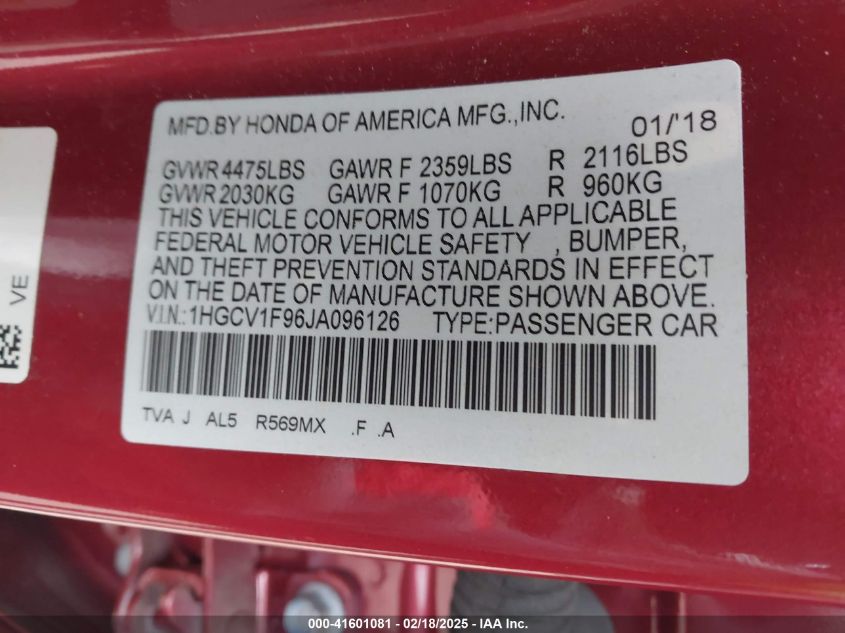 MFD.BY HONDA OF AMERICA MFG.,INC. 01/'18
GVWR 4475LBS GAWR F 2359LBS R 2116LBS
GVWR 2030KG GAWR F 1070KG R 960KG
THIS VEHICLE CONFORMS TO ALL APPLICABLE
FEDERAL MOTOR VEHICLE SAFETY , BUMPER,
AND THEFT PREVENTION STANDARDS IN EFFECT
ON THE DATE OF MANUFACTURE SHOWN ABOVE.
V.I.N.:1HGCV1F96JA096126 TYPE:PASSENGER CAR
TVA J AL5 R569MX .F .A
VE
000-41601081 - 02/18/2025 - IAA Inc.